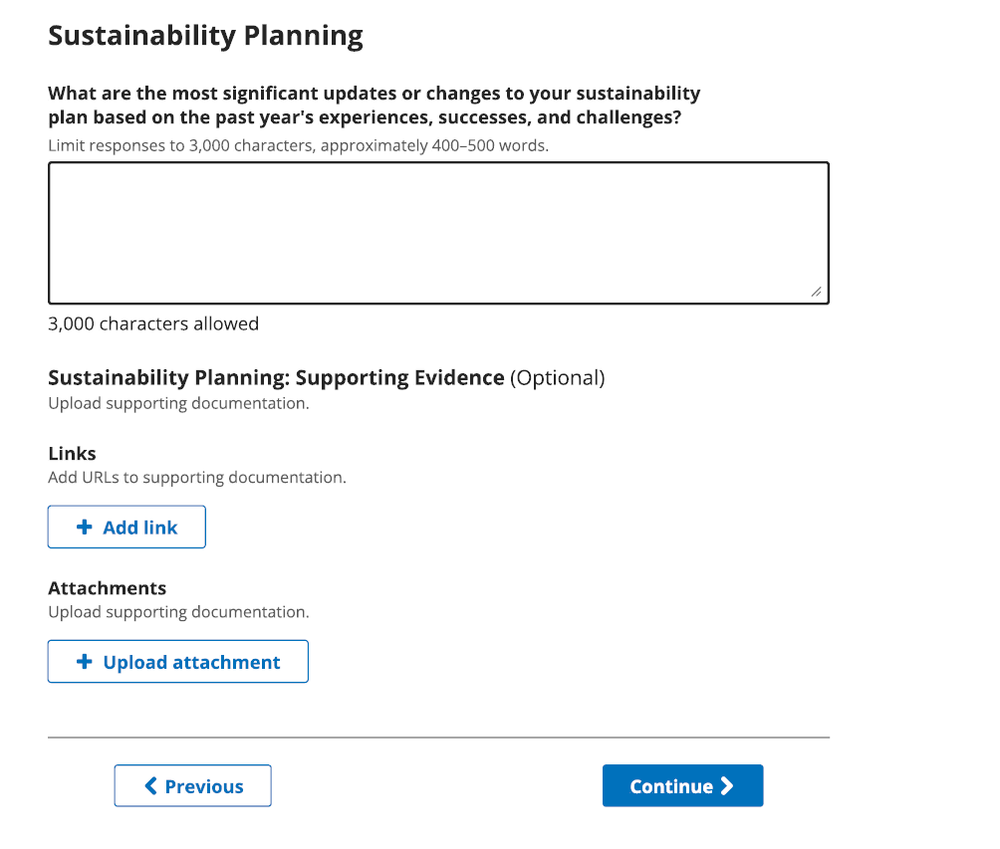 Sustainability Planning
What are the most significant updates or changes to your sustainability
plan based on the past year's experiences, successes, and challenges?
Limit responses to 3,000 characters, approximately 400–500 words.
3,000 characters allowed
Sustainability Planning: Supporting Evidence (Optional)
Upload supporting documentation.
Links
Add URLs to supporting documentation.
Add link
Attachments
Upload supporting documentation.
Upload attachment
Previous
Continue